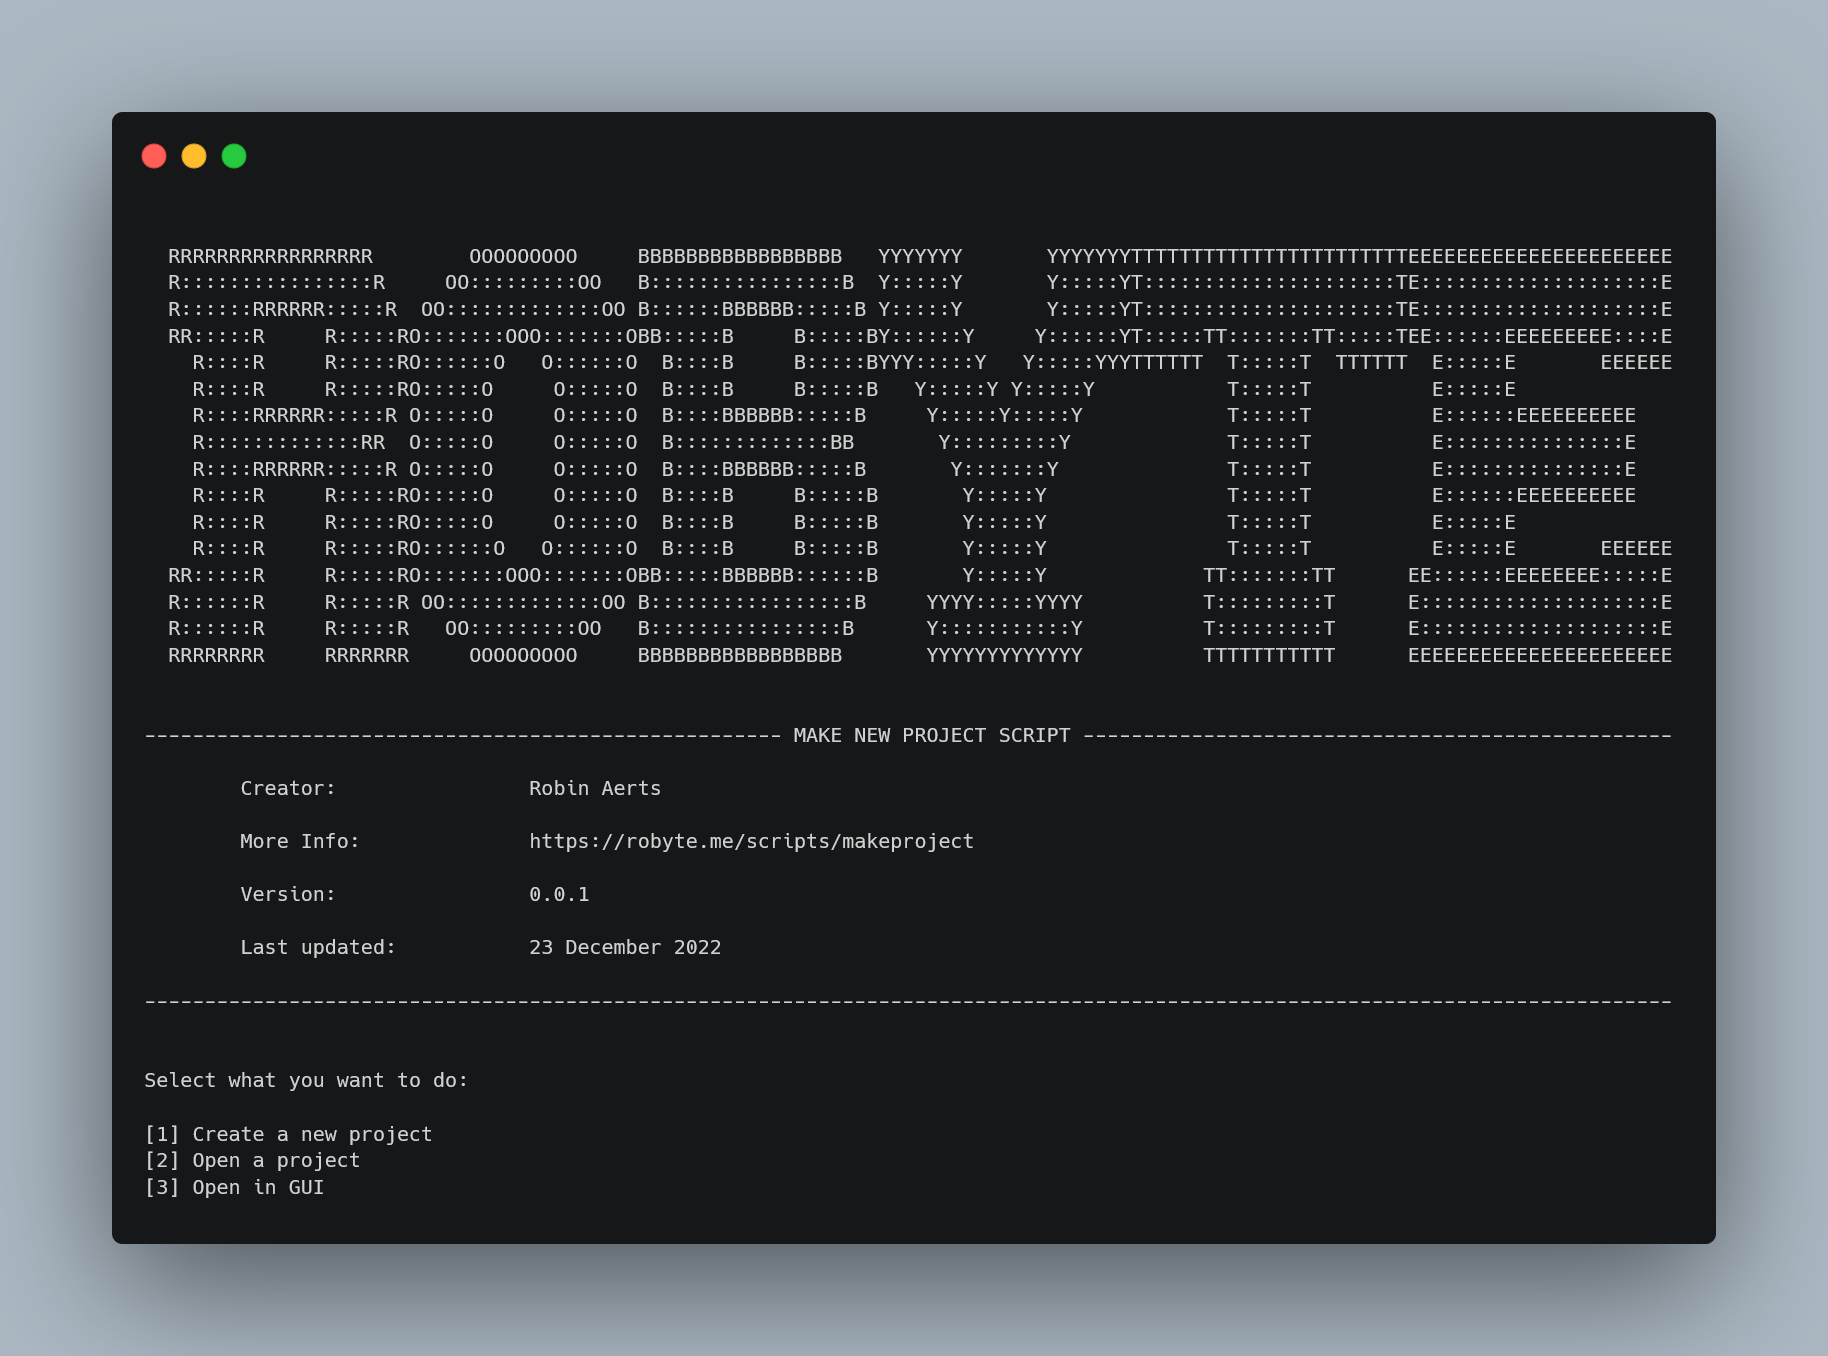 RRRRRRRRRRRRRRRRR        OOOOOOOOO     BBBBBBBBBBBBBBBBB   YYYYYYY       YYYYYYYTTTTTTTTTTTTTTTTTTTTTTTEEEEEEEEEEEEEEEEEEEEEE
R::::::::::::::::R     OO:::::::::OO   B::::::::::::::::B  Y:::::Y       Y:::::YT:::::::::::::::::::::TE::::::::::::::::::::E
R::::::RRRRRR:::::R  OO:::::::::::::OO B::::::BBBBBB:::::B Y:::::Y       Y:::::YT:::::::::::::::::::::TE::::::::::::::::::::E
RR:::::R     R:::::RO:::::::OOO:::::::OBB:::::B     B:::::BY::::::Y     Y::::::YT:::::TT:::::::TT:::::TEE::::::EEEEEEEEE::::E
  R::::R     R:::::RO::::::O   O::::::O  B::::B     B:::::BYYY:::::Y   Y:::::YYYTTTTTT  T:::::T  TTTTTT  E:::::E       EEEEEE
  R::::R     R:::::RO:::::O     O:::::O  B::::B     B:::::B   Y:::::Y Y:::::Y           T:::::T          E:::::E
  R::::RRRRRR:::::R O:::::O     O:::::O  B::::BBBBBB:::::B     Y:::::Y:::::Y            T:::::T          E::::::EEEEEEEEEE
  R:::::::::::::RR  O:::::O     O:::::O  B:::::::::::::BB       Y:::::::::Y             T:::::T          E:::::::::::::::E
  R::::RRRRRR:::::R O:::::O     O:::::O  B::::BBBBBB:::::B       Y:::::::Y              T:::::T          E:::::::::::::::E
  R::::R     R:::::RO:::::O     O:::::O  B::::B     B:::::B       Y:::::Y               T:::::T          E::::::EEEEEEEEEE
  R::::R     R:::::RO:::::O     O:::::O  B::::B     B:::::B       Y:::::Y               T:::::T          E:::::E
  R::::R     R:::::RO::::::O   O::::::O  B::::B     B:::::B       Y:::::Y               T:::::T          E:::::E       EEEEEE
RR:::::R     R:::::RO:::::::OOO:::::::OBB:::::BBBBBB::::::B       Y:::::Y             TT:::::::TT      EE::::::EEEEEEEE:::::E
R::::::R     R:::::R OO:::::::::::::OO B:::::::::::::::::B     YYYY:::::YYYY          T:::::::::T      E::::::::::::::::::::E
R::::::R     R:::::R   OO:::::::::OO   B::::::::::::::::B      Y:::::::::::Y          T:::::::::T      E::::::::::::::::::::E
RRRRRRRR     RRRRRRR     OOOOOOOOO     BBBBBBBBBBBBBBBBB       YYYYYYYYYYYYY          TTTTTTTTTTT      EEEEEEEEEEEEEEEEEEEEEE
----------------------------------------------------- MAKE NEW PROJECT SCRIPT -------------------------------------------------
Creator:                Robin Aerts
More Info:              https://robyte.me/scripts/makeproject
Version:                0.0.1
Last updated:           23 December 2022
-------------------------------------------------------------------------------------------------------------------------------
Select what you want to do:
[1] Create a new project
[2] Open a project
[3] Open in GUI